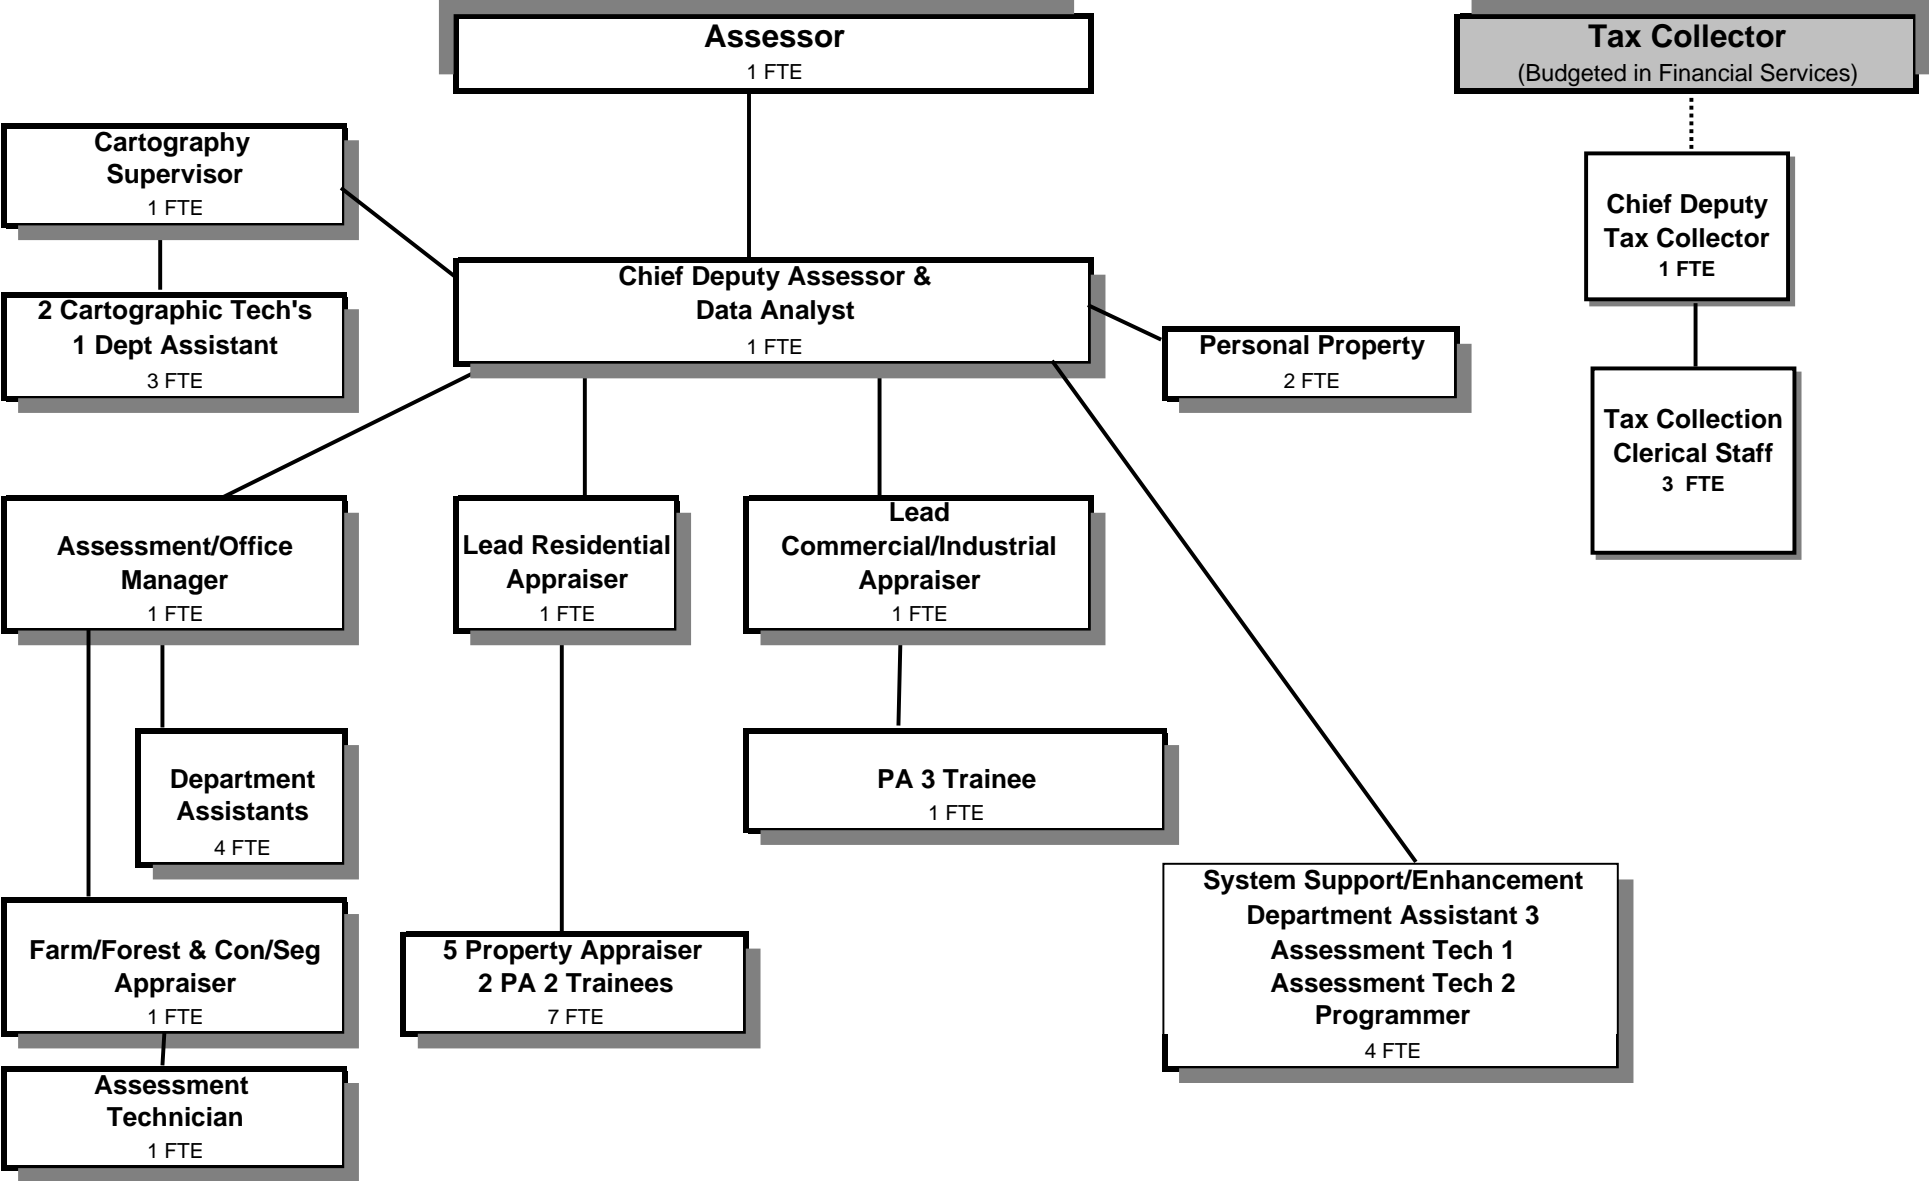 Assessor
1 FTE
Tax Collector
(Budgeted in Financial Services)
Cartography
Supervisor
1 FTE
Chief Deputy
Tax Collector
1 FTE
Chief Deputy Assessor &
Data Analyst
1 FTE
2 Cartographic Tech's
1 Dept Assistant
3 FTE
Personal Property
2 FTE
Tax Collection
Clerical Staff
3 FTE
Assessment/Office
Manager
1 FTE
Lead Residential
Appraiser
1 FTE
Lead
Commercial/Industrial
Appraiser
1 FTE
Department
Assistants
4 FTE
PA 3 Trainee
1 FTE
Farm/Forest & Con/Seg
Appraiser
1 FTE
5 Property Appraiser
2 PA 2 Trainees
7 FTE
System Support/Enhancement
Department Assistant 3
Assessment Tech 1
Assessment Tech 2
Programmer
4 FTE
Assessment
Technician
1 FTE